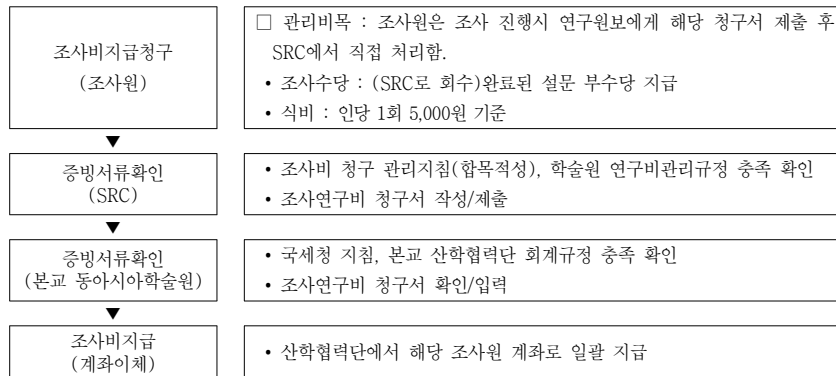 조사비지급청구
(조사원)
□ 관리비목 : 조사원은 조사 진행시 연구원보에게 해당 청구서 제출 후
SRC에서 직접 처리함.
• 조사수당 : (SRC로 회수)완료된 설문 부수당 지급
• 식비 : 인당 1회 5,000원 기준
▼
증빙서류확인
(SRC)
• 조사비 청구 관리지침(합목적성), 학술원 연구비관리규정 충족 확인
• 조사연구비 청구서 작성/제출
▼
증빙서류확인
(본교 동아시아학술원)
• 국세청 지침, 본교 산학협력단 회계규정 충족 확인
• 조사연구비 청구서 확인/입력
▼
조사비지급
(계좌이체)
• 산학협력단에서 해당 조사원 계좌로 일괄 지급